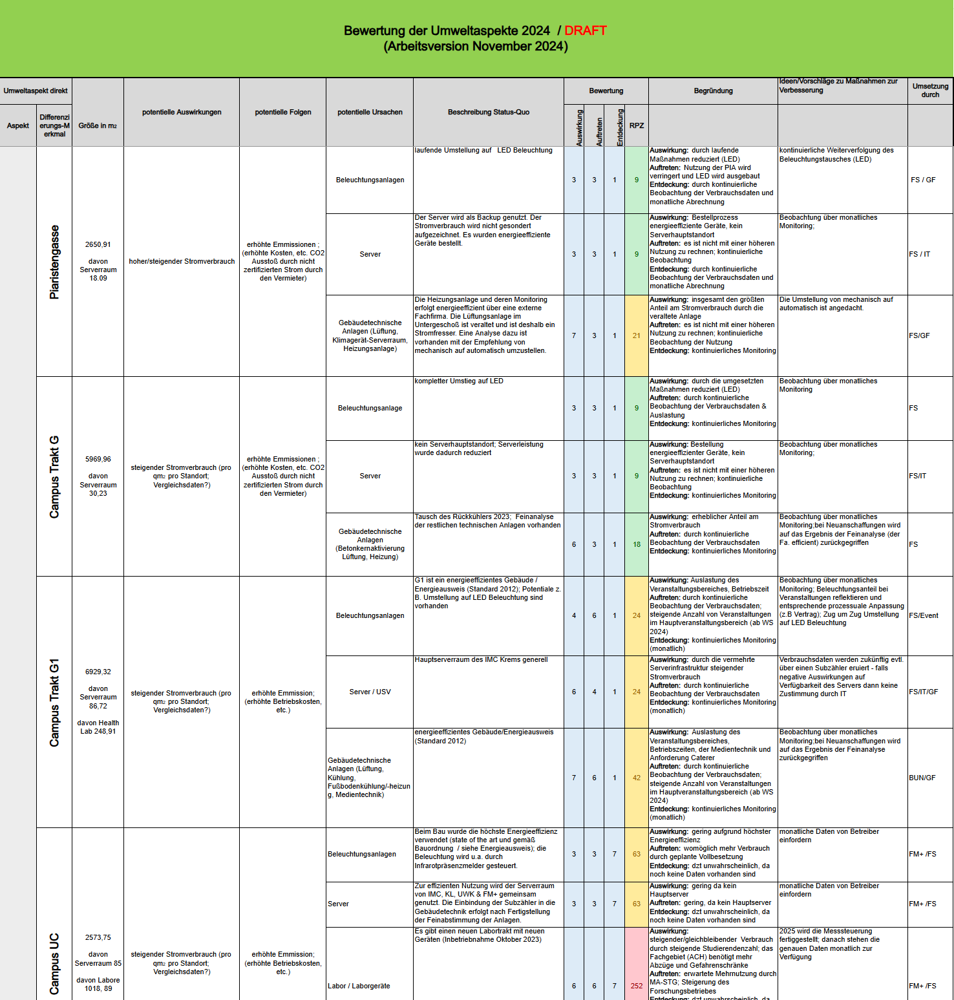 Bewertung der Umweltaspekte 2024 / DRAFT
(Arbeitsversion November 2024)
Umweltaspekt direkt
Aspekt
Differenzi
erungs-M
erkmal
Größe in m2
potentielle Auswirkungen
potentielle Folgen
potentielle Ursachen
Beschreibung Status-Quo
Bewertung
Auswirkung
Auftreten
Entdeckung
RPZ
Begründung
Ideen/Vorschläge zu Maßnahmen zur
Verbesserung
Umsetzung
durch
Piaristengasse
2650,91
davon
Serverraum
18.09
hoher/steigender Stromverbrauch
erhöhte Emmissionen ;
(erhöhte Kosten, etc. CO2
Ausstoß durch nicht
zertifizierten Strom durch
den Vermieter)
Beleuchtungsanlagen
laufende Umstellung auf LED Beleuchtung
3
3
1
9
Auswirkung: durch laufende
Maßnahmen reduziert (LED)
Auftreten: Nutzung der PIA wird
verringert und LED wird ausgebaut
Entdeckung: durch kontinuierliche
Beobachtung der Verbrauchsdaten und
monatliche Abrechnung
kontinuierliche Weiterverfolgung des
Beleuchtungstausches (LED)
FS / GF
Server
Der Server wird als Backup genutzt. Der
Stromverbrauch wird nicht gesondert
aufgezeichnet. Es wurden energieeffiziente
Geräte bestellt.
3
3
1
9
Auswirkung: Bestellprozess
energieeffiziente Geräte, kein
Serverhauptstandort
Auftreten: es ist nicht mit einer höheren
Nutzung zu rechnen; kontinuierliche
Beobachtung
Entdeckung: durch kontinuierliche
Beobachtung der Verbrauchsdaten und
monatliche Abrechnung
Beobachtung über monatliches
Monitoring;
FS / IT
Gebäudetechnische
Anlagen (Lüftung,
Klimagerät-Serverraum,
Heizungsanlage)
Die Heizungsanlage und deren Monitoring
erfolgt energieeffizient über eine externe
Fachfirma. Die Lüftungsanlage im
Untergeschoß ist veraltet und ist deshalb ein
Stromfresser. Eine Analyse dazu ist
vorhanden mit der Empfehlung von
mechanisch auf automatisch umzustellen.
7
3
1
21
Auswirkung: insgesamt den größten
Anteil am Stromverbrauch durch die
veraltete Anlage
Auftreten: es ist nicht mit einer höheren
Nutzung zu rechnen; kontinuierliche
Beobachtung der Nutzung
Entdeckung: kontinuierliches Monitoring
Die Umstellung von mechanisch auf
automatisch ist angedacht.
FS/GF
Campus Trakt G
5969,96
davon
Serverraum
30,23
steigender Stromverbrauch (pro
qm2 pro Standort;
Vergleichsdaten?)
erhöhte Emmissionen ;
(erhöhte Kosten, etc. CO2
Ausstoß durch nicht
zertifizierten Strom durch
den Vermieter)
Beleuchtungsanlage
kompletter Umstieg auf LED
3
3
1
9
Auswirkung: durch die umgesetzten
Maßnahmen reduziert (LED)
Auftreten: durch kontinuierliche
Beobachtung der Verbrauchsdaten &
Auslastung
Entdeckung: kontinuierliches Monitoring
Beobachtung über monatliches
Monitoring
FS
Server
kein Serverhauptstandort; Serverleistung
wurde dadurch reduziert
3
3
1
9
Auswirkung: Bestellung
energieeffizienter Geräte, kein
Serverhauptstandort
Auftreten: es ist nicht mit einer höheren
Nutzung zu rechnen; kontinuierliche
Beobachtung
Entdeckung: kontinuierliches Monitoring
Beobachtung über monatliches
Monitoring;
FS/IT
Gebäudetechnische
Anlagen
(Betonkernaktivierung
Lüftung, Heizung)
Tausch des Rückkühlers 2023; Feinanalyse
der restlichen technischen Anlagen vorhanden
6
3
1
18
Auswirkung: erheblicher Anteil am
Stromverbrauch
Auftreten: durch kontinuierliche
Beobachtung der Verbrauchsdaten
Entdeckung: kontinuierliches Monitoring
Beobachtung über monatliches
Monitoring;bei Neuanschaffungen wird
auf das Ergebnis der Feinanalyse (der
Fa. efficient) zurückgegriffen
FS
Campus Trakt G1
6929,32
davon
Serverraum
86,72
davon Health
Lab 248,91
steigender Stromverbrauch (pro
qm2 pro Standort;
Vergleichsdaten?)
erhöhte Emmission;
(erhöhte Betriebskosten,
etc.)
Beleuchtungsanlagen
G1 ist ein energieeffizientes Gebäude /
Energieausweis (Standard 2012); Potentiale z.
B. Umstellung auf LED Beleuchtung sind
vorhanden
4
6
1
24
Auswirkung: Auslastung des
Veranstaltungsbereiches, Betriebszeit
Auftreten: durch kontinuierliche
Beobachtung der Verbrauchsdaten;
steigende Anzahl von Veranstaltungen
im Hauptveranstaltungsbereich (ab WS
2024)
Entdeckung: kontinuierliches Monitoring
(monatlich)
Beobachtung über monatliches
Monitoring; Beleuchtungsanteil bei
Veranstaltungen reflektieren und
entsprechende prozessuale Anpassung
(z.B Vertrag); Zug um Zug Umstellung
auf LED Beleuchtung
FS/Event
Server / USV
Hauptserverraum des IMC Krems generell
6
4
1
24
Auswirkung: durch die vermehrte
Serverinfrastruktur steigender
Stromverbrauch
Auftreten: durch kontinuierliche
Beobachtung der Verbrauchsdaten
Entdeckung: kontinuierliches Monitoring
(monatlich)
Verbrauchsdaten werden zukünftig evtl.
über einen Subzähler eruiert - falls
negative Auswirkungen auf
Verfügbarkeit des Servers dann keine
Zustimmung durch IT
FS/IT/GF
Gebäudetechnische
Anlagen (Lüftung,
Kühlung,
Fußbodenkühlung/-heizun
g, Medientechnik)
energieeffizientes Gebäude/Energieausweis
(Standard 2012)
7
6
1
42
Auswirkung: Auslastung des
Veranstaltungsbereiches,
Betriebszeiten, der Medientechnik und
Anforderung Caterer
Auftreten: durch kontinuierliche
Beobachtung der Verbrauchsdaten;
steigende Anzahl von Veranstaltungen
im Hauptveranstaltungsbereich (ab WS
2024)
Entdeckung: kontinuierliches Monitoring
(monatlich)
Beobachtung über monatliches
Monitoring;bei Neuanschaffungen wird
auf das Ergebnis der Feinanalyse
zurückgegriffen
BUN/GF
Campus UC
2573,75
davon
Serverraum 85
davon Labore
1018, 89
steigender Stromverbrauch (pro
qm2 pro Standort;
Vergleichsdaten?)
erhöhte Emmission;
(erhöhte Betriebskosten,
etc.)
Beleuchtungsanlagen
Beim Bau wurde die höchste Energieeffizienz
verwendet (state of the art und gemäß
Bauordnung / siehe Energieausweis); die
Beleuchtung wird u.a. durch
Infrarotpräsenzmelder gesteuert.
3
3
7
63
Auswirkung: gering aufgrund höchster
Energieeffizienz
Auftreten: womöglich mehr Verbrauch
durch geplante Vollbesetzung
Entdeckung: dzt unwahrscheinlich, da
noch keine Daten vorhanden sind
monatliche Daten von Betreiber
einfordern
FM+ /FS
Server
Zur effizienten Nutzung wird der Serverraum
von IMC, KL, UWK & FM+ gemeinsam
genutzt. Die Einbindung der Subzähler in die
Gebäudetechnik erfolgt nach Fertigstellung
der Feinabstimmung der Anlagen.
3
3
7
63
Auswirkung: gering da kein
Hauptserver
Auftreten: gering, da kein Hauptserver
Entdeckung: dzt unwahrscheinlich, da
noch keine Daten vorhanden sind
monatliche Daten von Betreiber
einfordern
FM+ /FS
Labor / Laborgeräte
Es gibt einen neuen Labortrakt mit neuen
Geräten (Inbetriebnahme Oktober 2023)
6
6
7
252
Auswirkung:
steigender/gleichbleibender Verbrauch
durch steigende Studierendenzahl; das
Fachgebiet (ACH) benötigt mehr
Abzüge und Gefahrenschränke
Auftreten: erwartete Mehrnutzung durch
MA-STG; Steigerung des
Forschungsbetriebes
Entdeckung: dzt unwahrscheinlich, da
2025 wird die Messsteuerung
fertiggestellt; danach stehen die
genauen Daten monatlich zur
Verfügung
FM+ /FS